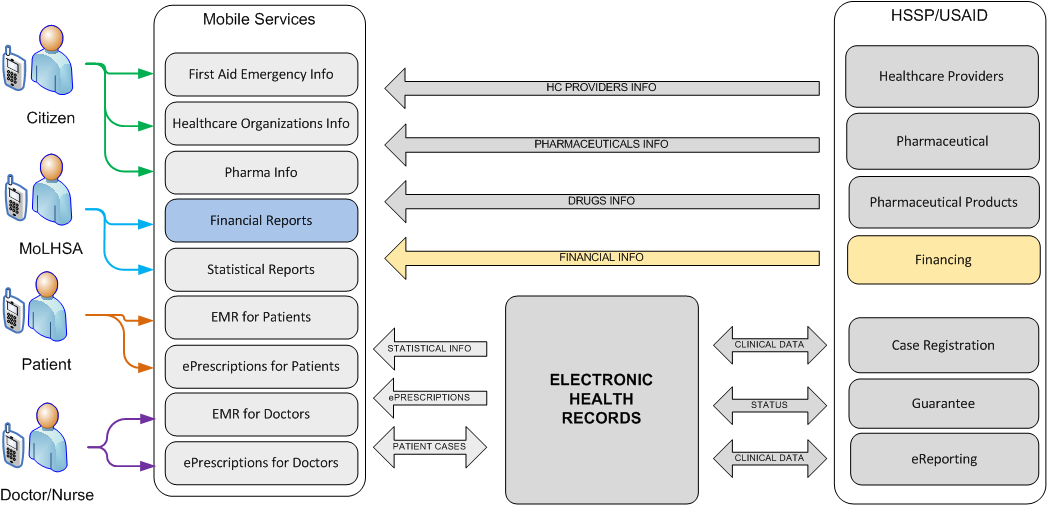 Mobile Services
HSSP/USAID
Citizen
MoLHSA
Patient
Doctor/Nurse
First Aid Emergency Info
Healthcare Organizations Info
Pharma Info
Financial Reports
Statistical Reports
EMR for Patients
ePrescriptions for Patients
EMR for Doctors
ePrescriptions for Doctors
HC PROVIDERS INFO
PHARMACEUTICALS INFO
DRUGS INFO
FINANCIAL INFO
STATISTICAL INFO
ePRESCRIPTIONS
PATIENT CASES
ELECTRONIC
HEALTH
RECORDS
CLINICAL DATA
STATUS
CLINICAL DATA
Healthcare Providers
Pharmaceutical
Pharmaceutical Products
Financing
Case Registration
Guarantee
eReporting